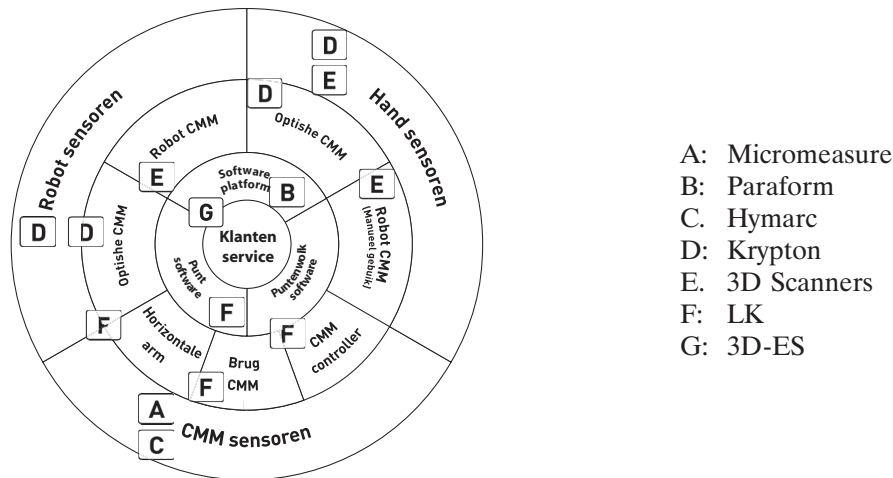 D
E
Robot sensoren
Hand sensoren
D
Robot CMM
Optishe CMM
E
Software
platform
B
E
G
D
D
Optishe CMM
Klanten
service
Robot CMM
(Manueel gebuik)
Punt
software
Puntenwolk
software
F
F
F
Horizontale
arm
CMM
controller
Brug
CMM
F
A
C
CMM sensoren
A: Micromeasure
B: Paraform
C. Hymarc
D: Krypton
E. 3D Scanners
F: LK
G: 3D-ES